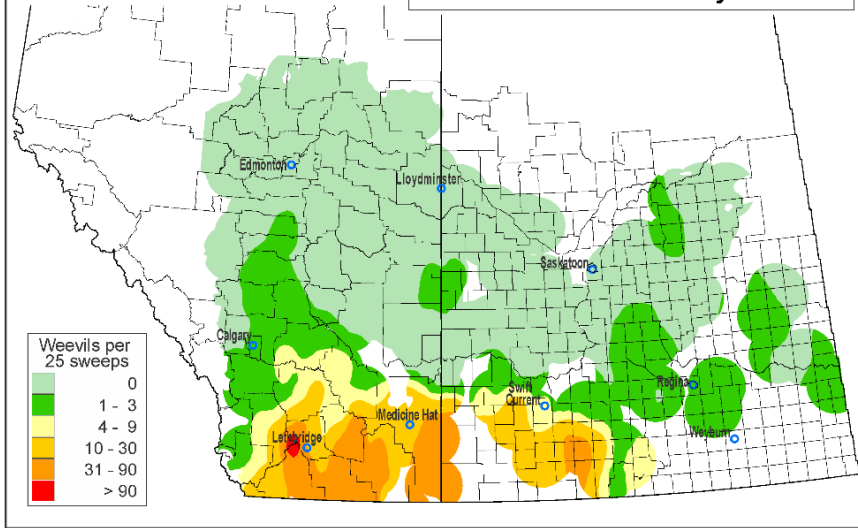 Edmonton
Lloydminster
Saskatoon
Calgary
Weevils per
25 sweeps
0
1 - 3
4 - 9
10 - 30
31 - 90
> 90
Swift
Current
Regina
Medicine Hat
Lethbridge
Weyburn